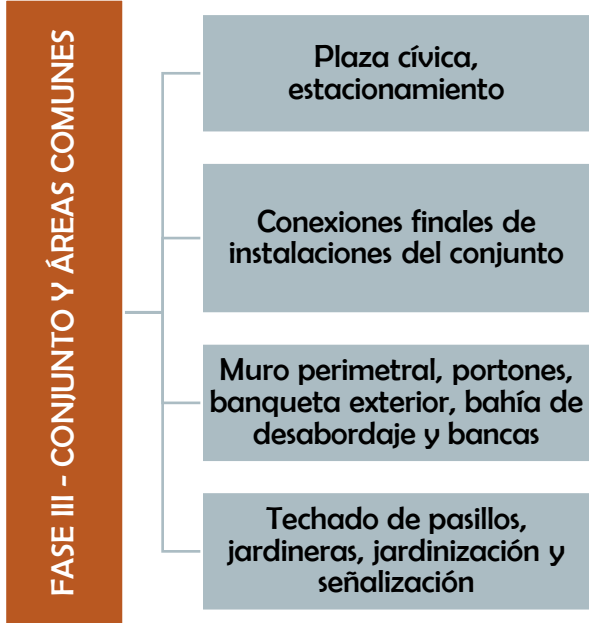 FASE III - CONJUNTO Y ÁREAS COMUNES
Plaza cívica,
estacionamiento
Conexiones finales de
instalaciones del conjunto
Muro perimetral, portones,
banqueta exterior, bahía de
desabordaje y bancas
Techado de pasillos,
jardineras, jardinización y
señalización